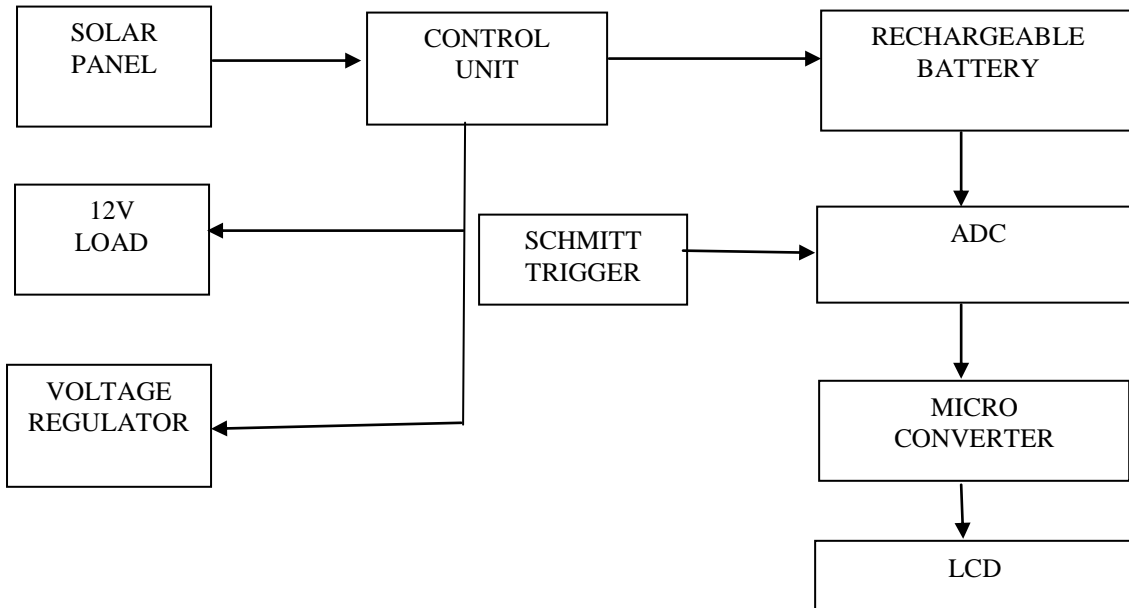 SOLAR
PANEL
CONTROL
UNIT
RECHARGEABLE
BATTERY
12V
LOAD
SCHMITT
TRIGGER
ADC
VOLTAGE
REGULATOR
MICRO
CONVERTER
LCD